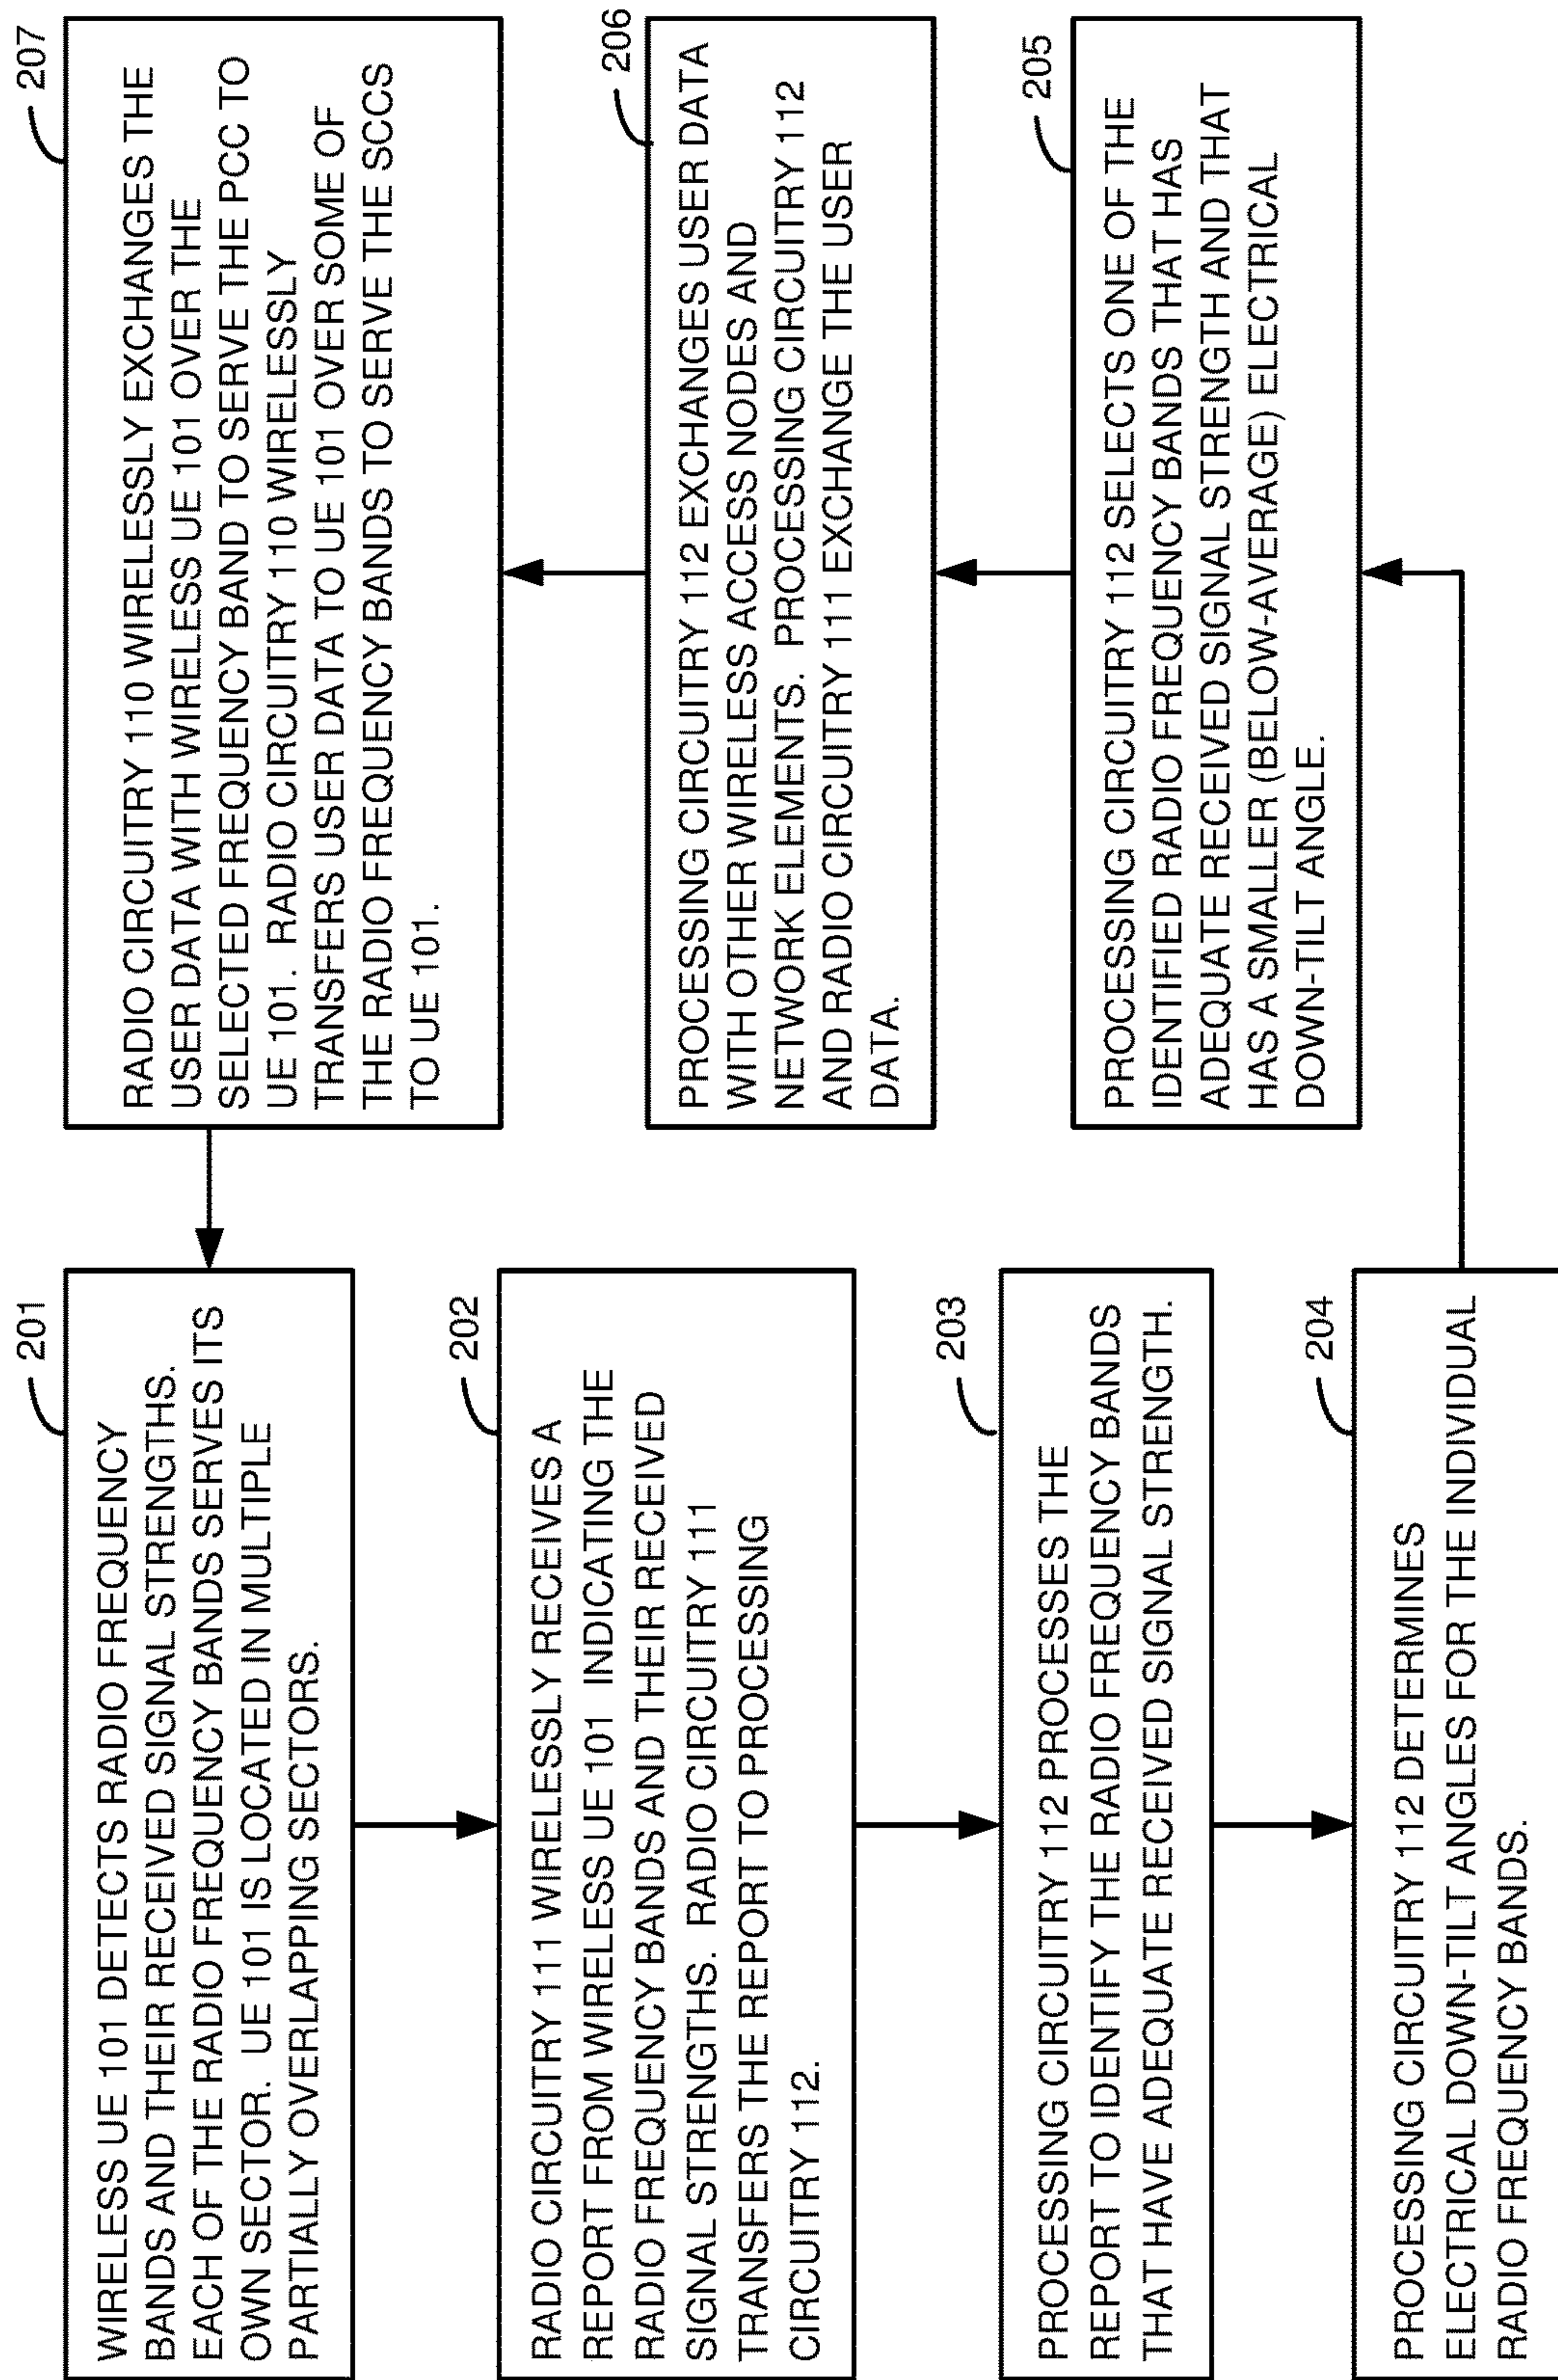 201
WIRELESS UE 101 DETECTS RADIO FREQUENCY
BANDS AND THEIR RECEIVED SIGNAL STRENGTHS.
EACH OF THE RADIO FREQUENCY BANDS SERVES ITS
OWN SECTOR. UE 101 IS LOCATED IN MULTIPLE
PARTIALLY OVERLAPPING SECTORS.
202
RADIO CIRCUITRY 111 WIRELESSLY RECEIVES A
REPORT FROM WIRELESS UE 101 INDICATING THE
RADIO FREQUENCY BANDS AND THEIR RECEIVED
SIGNAL STRENGTHS. RADIO CIRCUITRY 111
TRANSFERS THE REPORT TO PROCESSING
CIRCUITRY 112.
203
PROCESSING CIRCUITRY 112 PROCESSES THE
REPORT TO IDENTIFY THE RADIO FREQUENCY BANDS
THAT HAVE ADEQUATE RECEIVED SIGNAL STRENGTH.
204
PROCESSING CIRCUITRY 112 DETERMINES
ELECTRICAL DOWN-TILT ANGLES FOR THE INDIVIDUAL
RADIO FREQUENCY BANDS.
205
PROCESSING CIRCUITRY 112 SELECTS ONE OF THE
IDENTIFIED RADIO FREQUENCY BANDS THAT HAS
ADEQUATE RECEIVED SIGNAL STRENGTH AND THAT
HAS A SMALLER (BELOW-AVERAGE) ELECTRICAL
DOWN-TILT ANGLE.
206
PROCESSING CIRCUITRY 112 EXCHANGES USER DATA
WITH OTHER WIRELESS ACCESS NODES AND
NETWORK ELEMENTS. PROCESSING CIRCUITRY 112
AND RADIO CIRCUITRY 111 EXCHANGE THE USER
DATA.
207
RADIO CIRCUITRY 110 WIRELESSLY EXCHANGES THE
USER DATA WITH WIRELESS UE 101 OVER THE
SELECTED FREQUENCY BAND TO SERVE THE PCC TO
UE 101. RADIO CIRCUITRY 110 WIRELESSLY
TRANSFERS USER DATA TO UE 101 OVER SOME OF
THE RADIO FREQUENCY BANDS TO SERVE THE SCCS
TO UE 101.